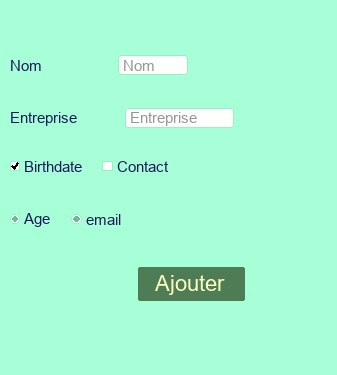 Nom Nom
Entreprise Entreprise
Birthdate Contact
Age email
Ajouter